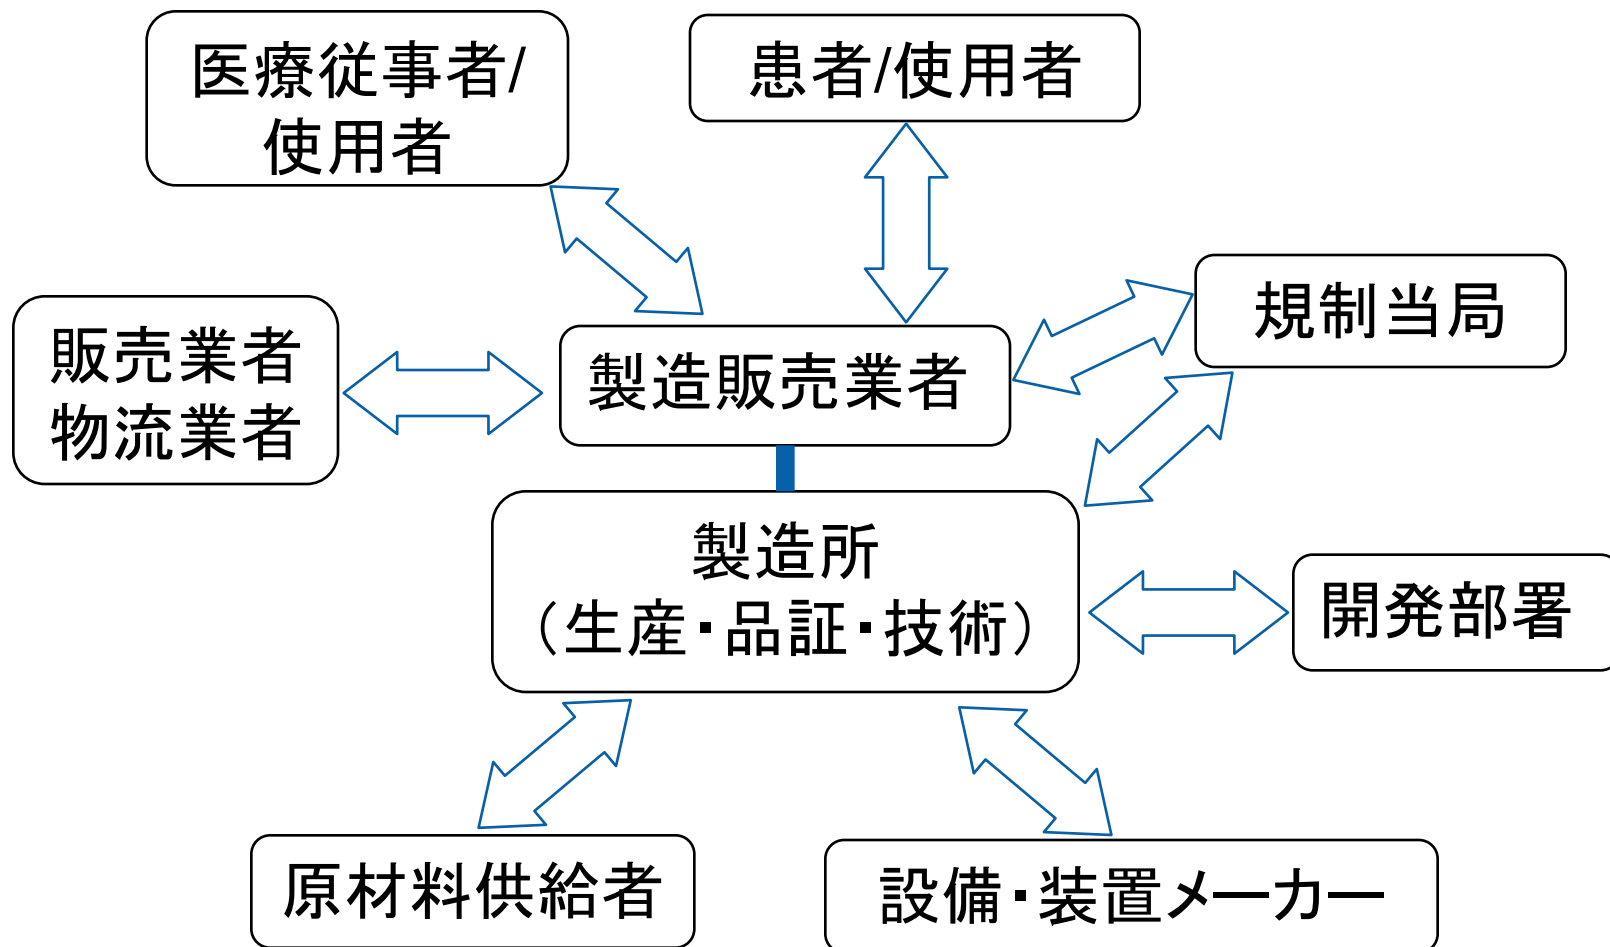 医療従事者/
使用者
患者/使用者
規制当局
販売業者
物流業者
製造販売業者
製造所
（生産・品証・技術）
開発部署
原材料供給者
設備・装置メーカー